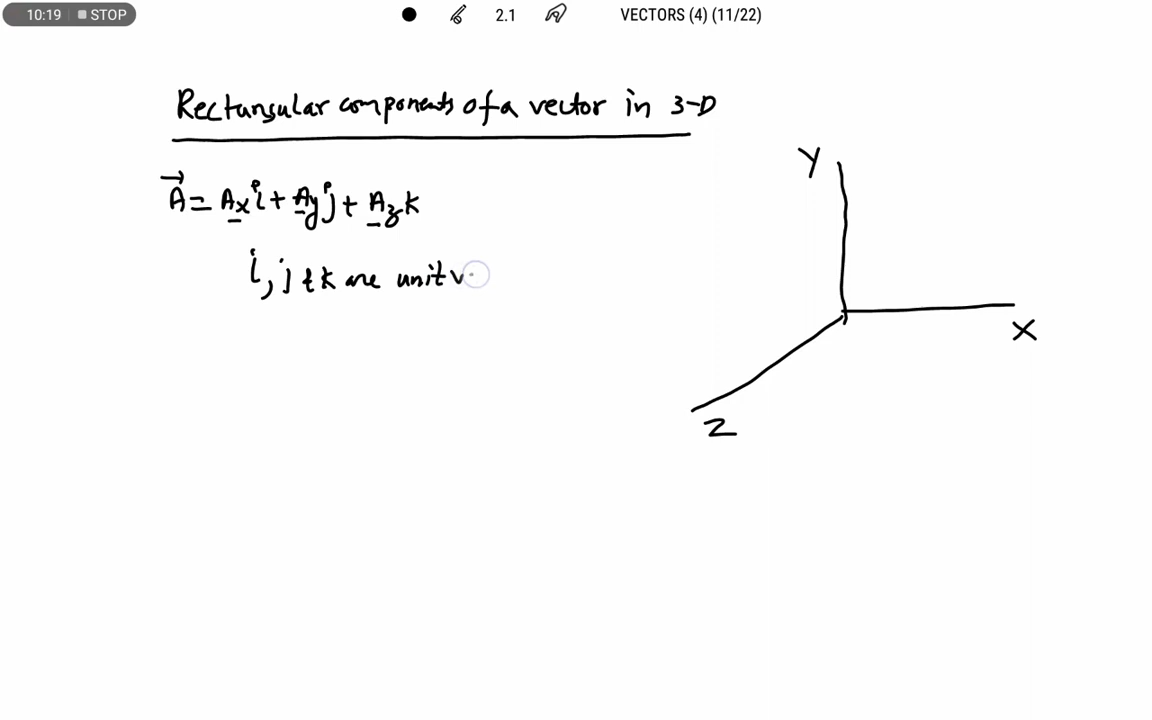 10:19 STOP 2.1 VECTORS (4) (11/22)
Rectangular components of a vector in 3-D
A⃗ = Axi + Ayj + Azk
i, j & k are unit v
Y
X
Z